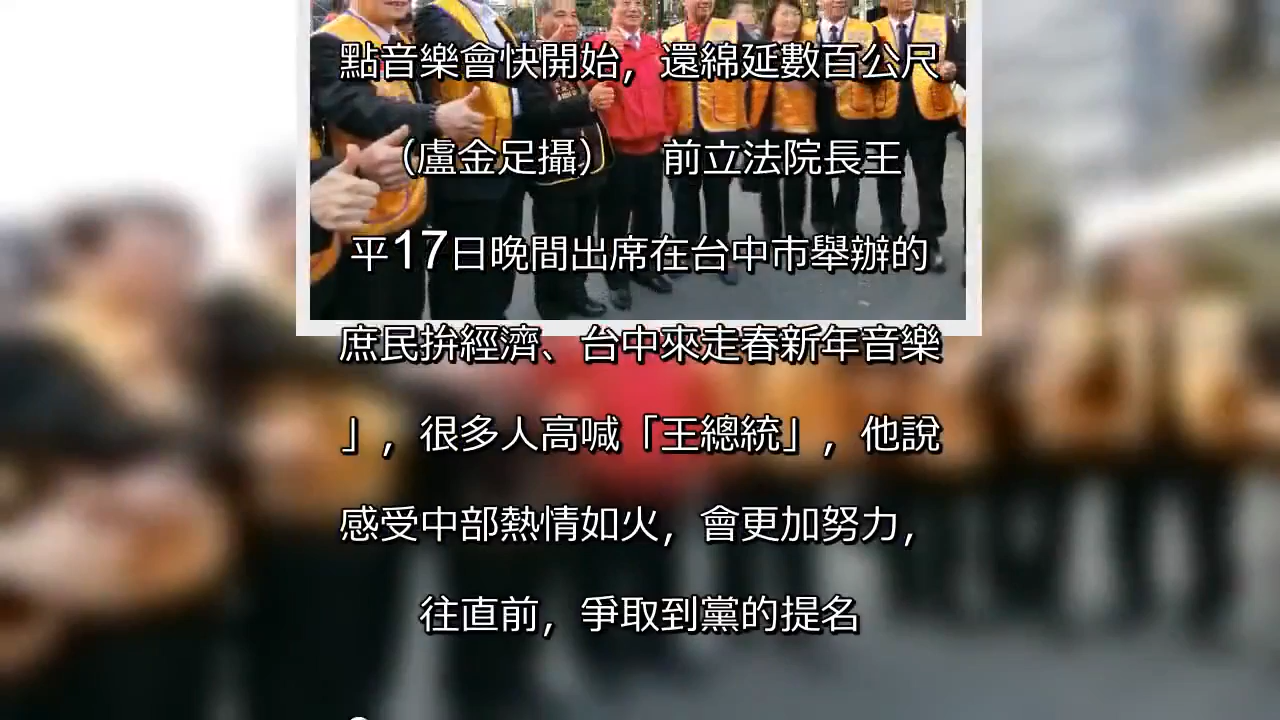 點音樂會快開始，還綿延數百公尺
（盧金足攝） 前立法院長王
平17日晚間出席在台中市舉辦的
庶民拚經濟、台中來走春新年音樂
」，很多人高喊「王總統」，他說
感受中部熱情如火，會更加努力，
往直前，爭取到黨的提名